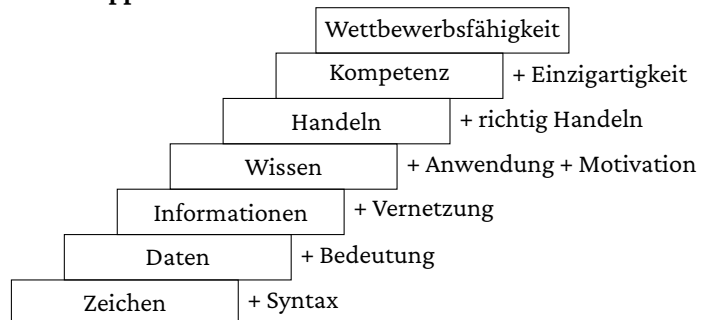 Wettbewerbsfähigkeit
Kompetenz + Einzigartigkeit
Handeln + richtig Handeln
Wissen + Anwendung + Motivation
Informationen + Vernetzung
Daten + Bedeutung
Zeichen + Syntax